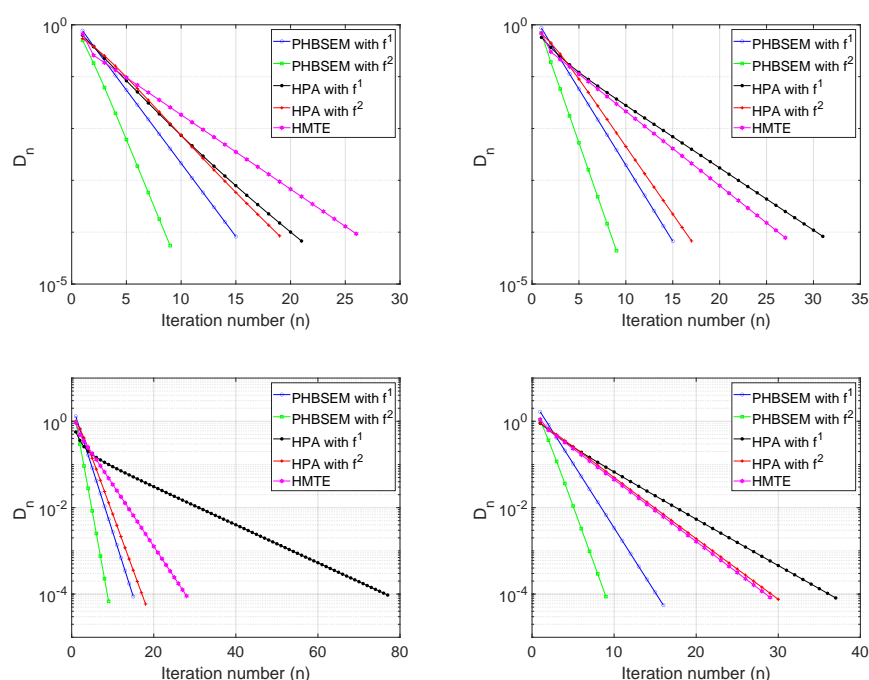 10^0
10^-5
D_n
0 5 10 15 20 25 30
Iteration number (n)
PHBSEM with f^1
PHBSEM with f^2
HPA with f^1
HPA with f^2
HMTE
10^0
10^-5
D_n
0 5 10 15 20 25 30 35
Iteration number (n)
PHBSEM with f^1
PHBSEM with f^2
HPA with f^1
HPA with f^2
HMTE
10^0
10^-2
10^-4
D_n
0 20 40 60 80
Iteration number (n)
PHBSEM with f^1
PHBSEM with f^2
HPA with f^1
HPA with f^2
HMTE
10^0
10^-2
10^-4
D_n
0 10 20 30 40
Iteration number (n)
PHBSEM with f^1
PHBSEM with f^2
HPA with f^1
HPA with f^2
HMTE